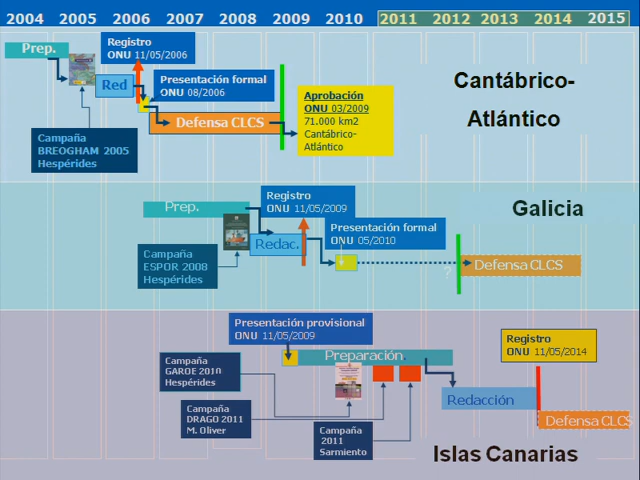 2004 2005 2006 2007 2008 2009 2010 2011 2012 2013 2014 2015
Prep.
Registro
ONU 11/05/2006
Red
Presentación formal
ONU 08/2006
Defensa CLCS
Aprobación
ONU 03/2009
71.000 km2
Cantábrico-
Atlántico
Campaña
BREOGHAM 2005
Hespérides
Cantábrico-
Atlántico
Prep.
Registro
ONU 11/05/2009
Redac.
Presentación formal
ONU 05/2010
Campaña
ESPOR 2008
Hespérides
?
Defensa CLCS
Galicia
Presentación provisional
ONU 11/05/2009
Preparación
Registro
ONU 11/05/2014
Campaña
GAROE 2010
Hespérides
Campaña
DRAGO 2011
M. Oliver
Campaña
2011
Sarmiento
Redacción
Defensa CLCS
Islas Canarias